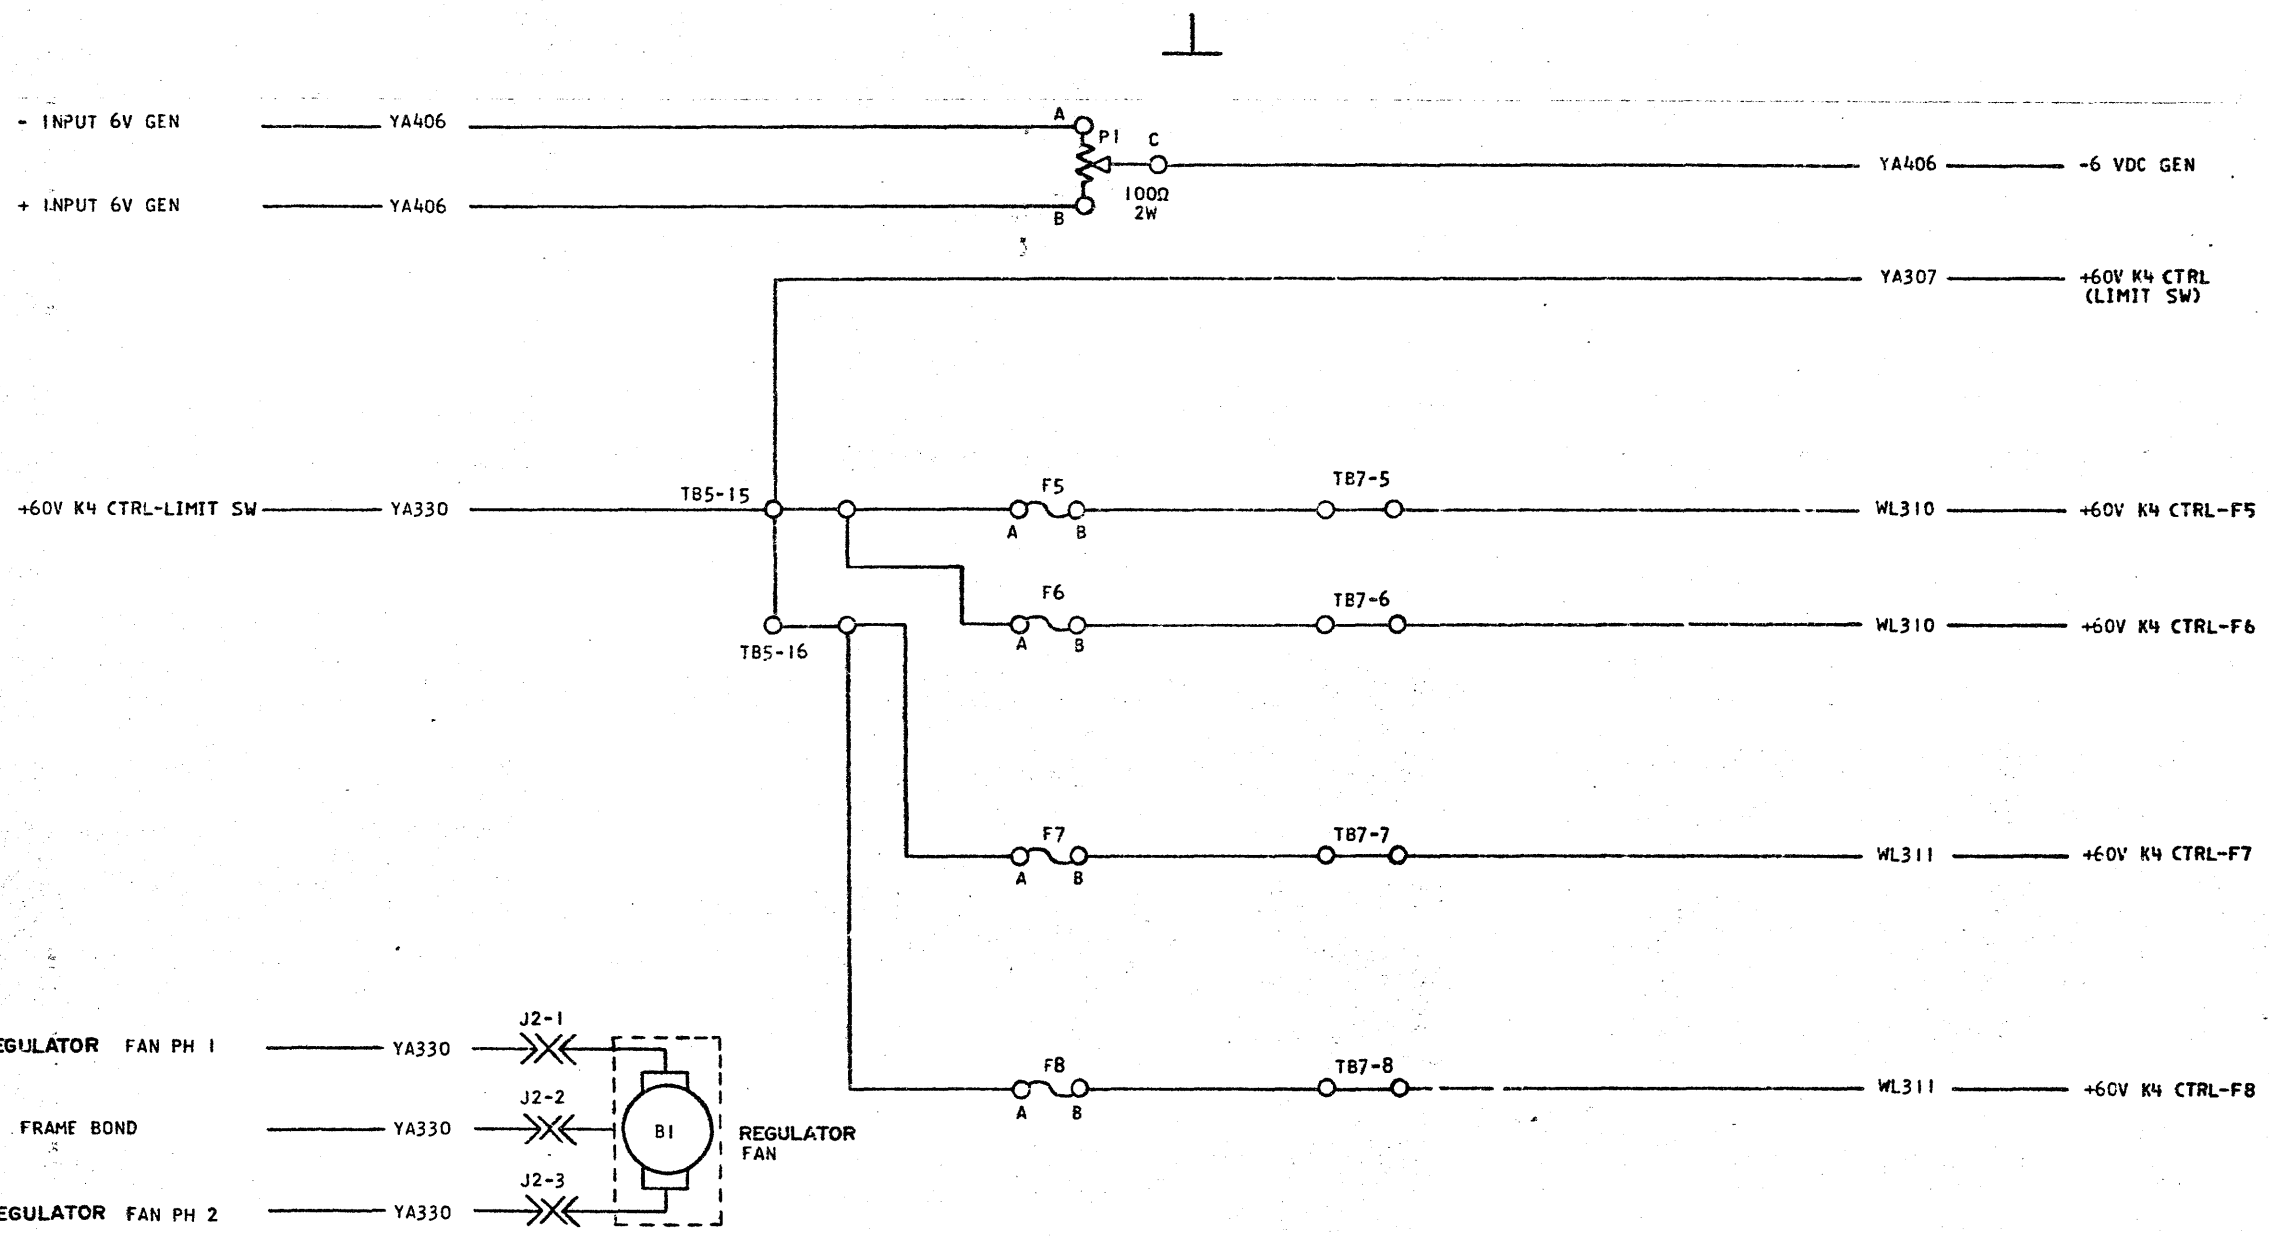 - INPUT 6V GEN YA406 A
P1 C
YA406 -6 VDC GEN
+ INPUT 6V GEN YA406 B
100Ω
2W
YA307 +60V K4 CTRL
(LIMIT SW)
+60V K4 CTRL-LIMIT SW YA330 TB5-15 F5 TB7-5 WL310 +60V K4 CTRL-F5
A B
F6 TB7-6 WL310 +60V K4 CTRL-F6
A B
TB5-16
F7 TB7-7 WL311 +60V K4 CTRL-F7
A B
F8 TB7-8 WL311 +60V K4 CTRL-F8
A B
EGULATOR FAN PH 1 YA330 J2-1
FRAME BOND YA330 J2-2
B1
REGULATOR
FAN
EGULATOR FAN PH 2 YA330 J2-3